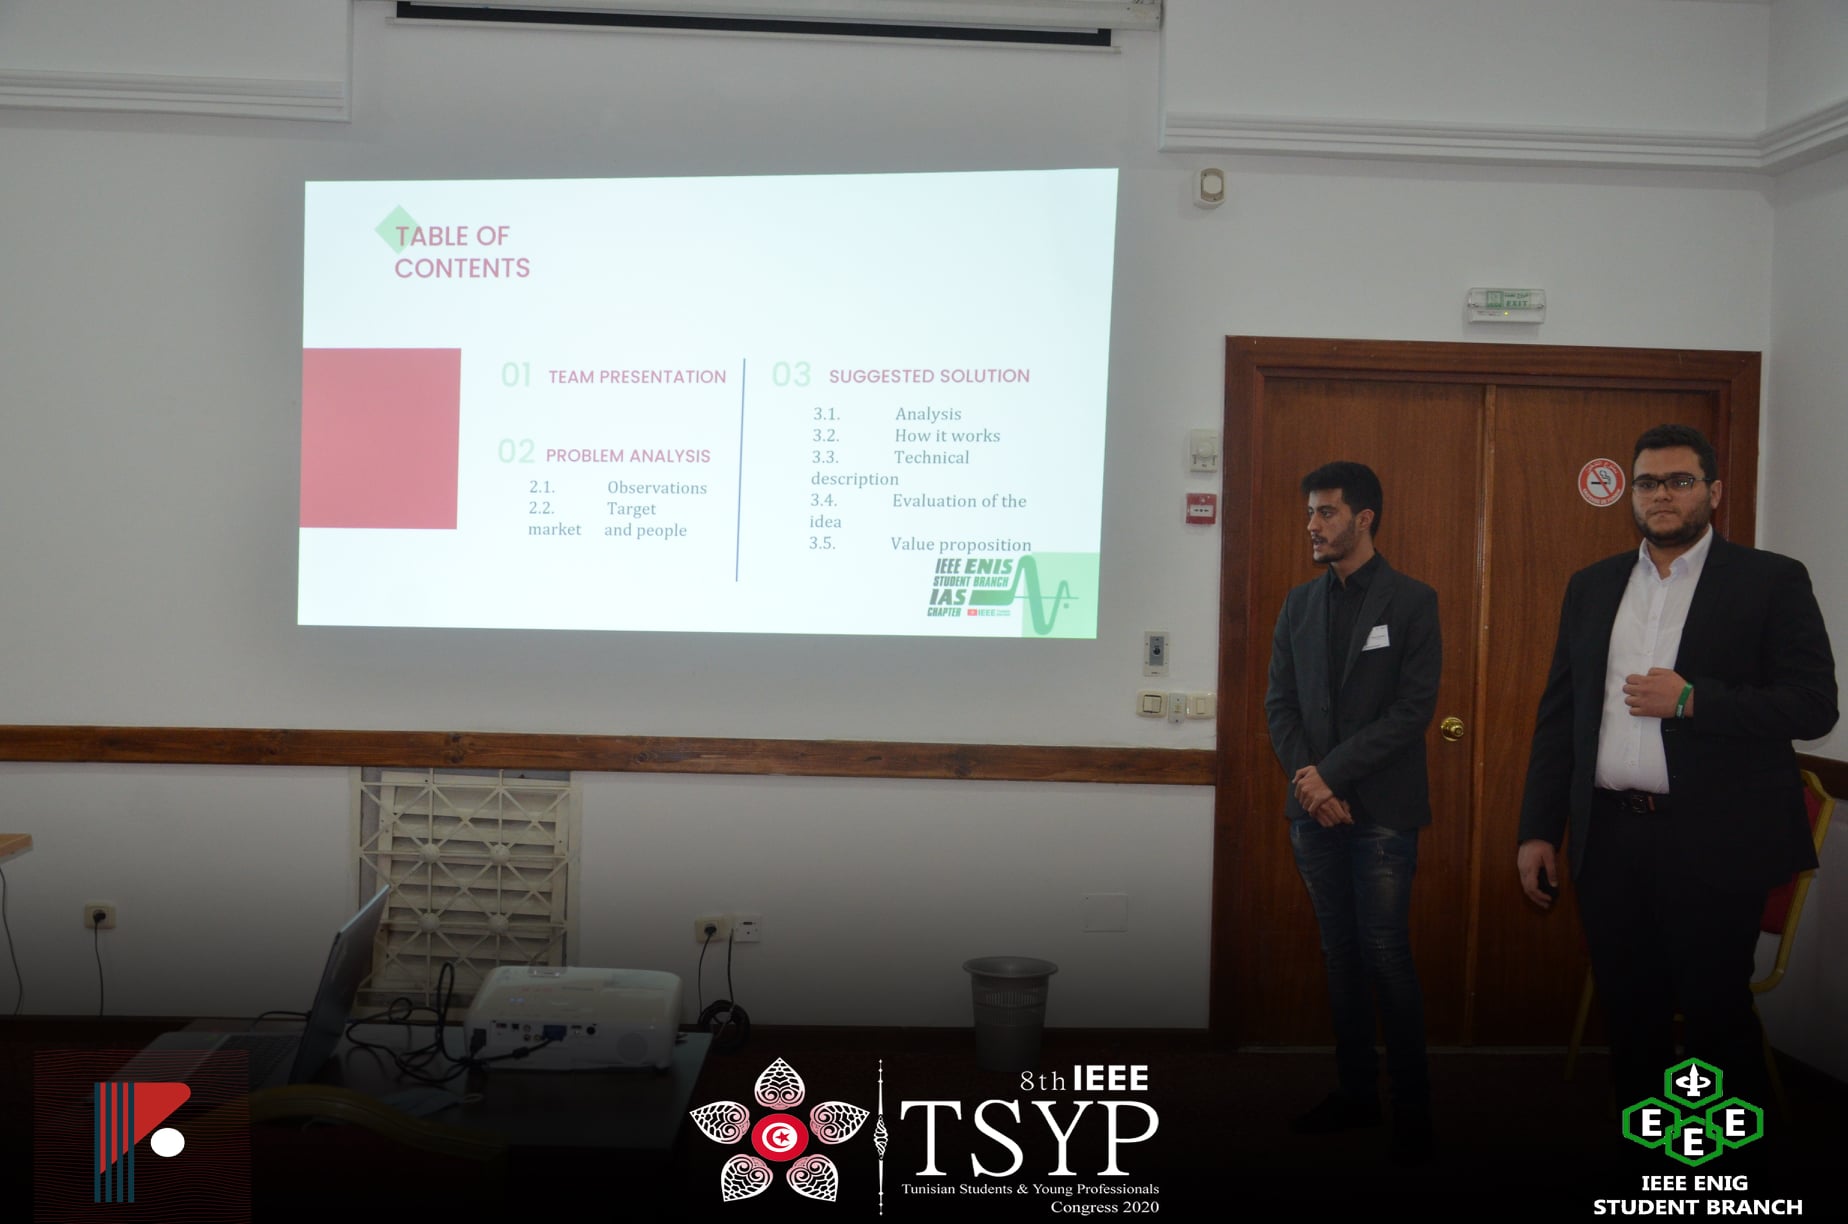 TABLE OF
CONTENTS
01 TEAM PRESENTATION
02 PROBLEM ANALYSIS
2.1. Observations
2.2. Target
market and people
03 SUGGESTED SOLUTION
3.1. Analysis
3.2. How it works
3.3. Technical
description
3.4. Evaluation of the
idea
3.5. Value proposition
IEEE ENIS
STUDENT BRANCH
IAS
CHAPTER IEEE
EXIT
8th IEEE
TSYP
Tunisian Students & Young Professionals
Congress 2020
E E E
IEEE ENIG
STUDENT BRANCH